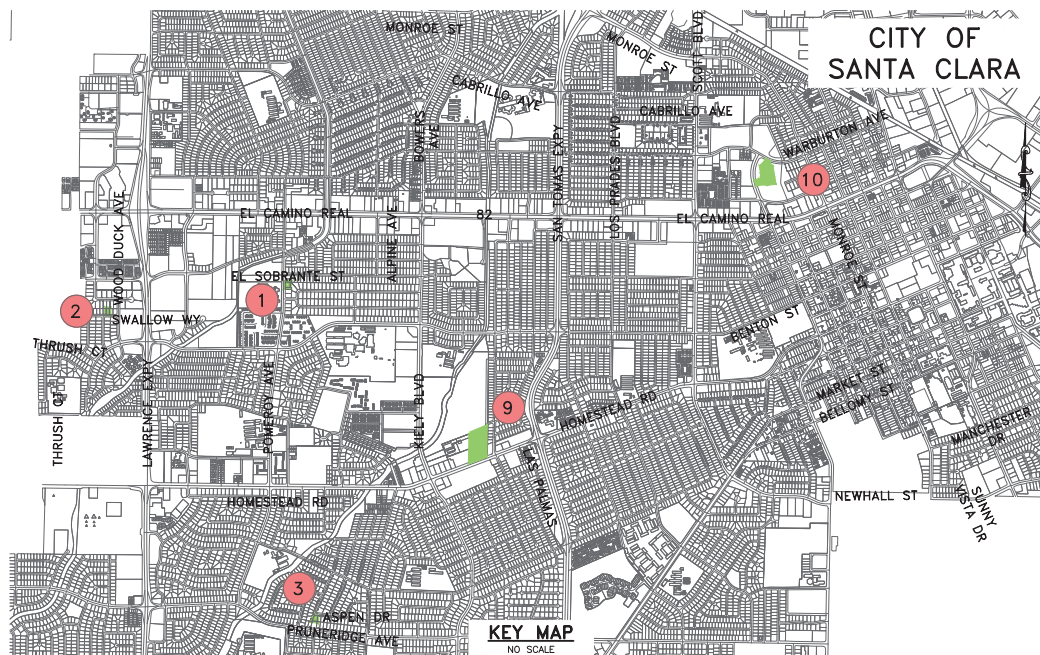 MONROE ST
MONROE ST
SCOTT BLVD
CITY OF
SANTA CLARA
CABRILLO AVE
CABRILLO AVE
BOWERS
AVE
WARBURTON AVE
10
WOOD DUCK AVE
EL CAMINO REAL
ALPINE AVE
82
SAN TOMAS EXPY
LOS PRADES BLVD
EL CAMINO REAL
MONROE ST
EL SOBRANTE ST
1
2
SWALLOW WY
THRUSH CT
BENTON ST
THRUSH CT
LAWRENCE EXPY
POMEROY AVE
KIELY BLVD
9
HOMESTEAD RD
MARKET ST
BELLOMY ST
MANCHESTER
DR
LAS PALMAS
HOMESTEAD RD
NEWHALL ST
SUNNY
VISTA DR
3
ASPEN DR
PRUNERIDGE AVE
KEY MAP
NO SCALE